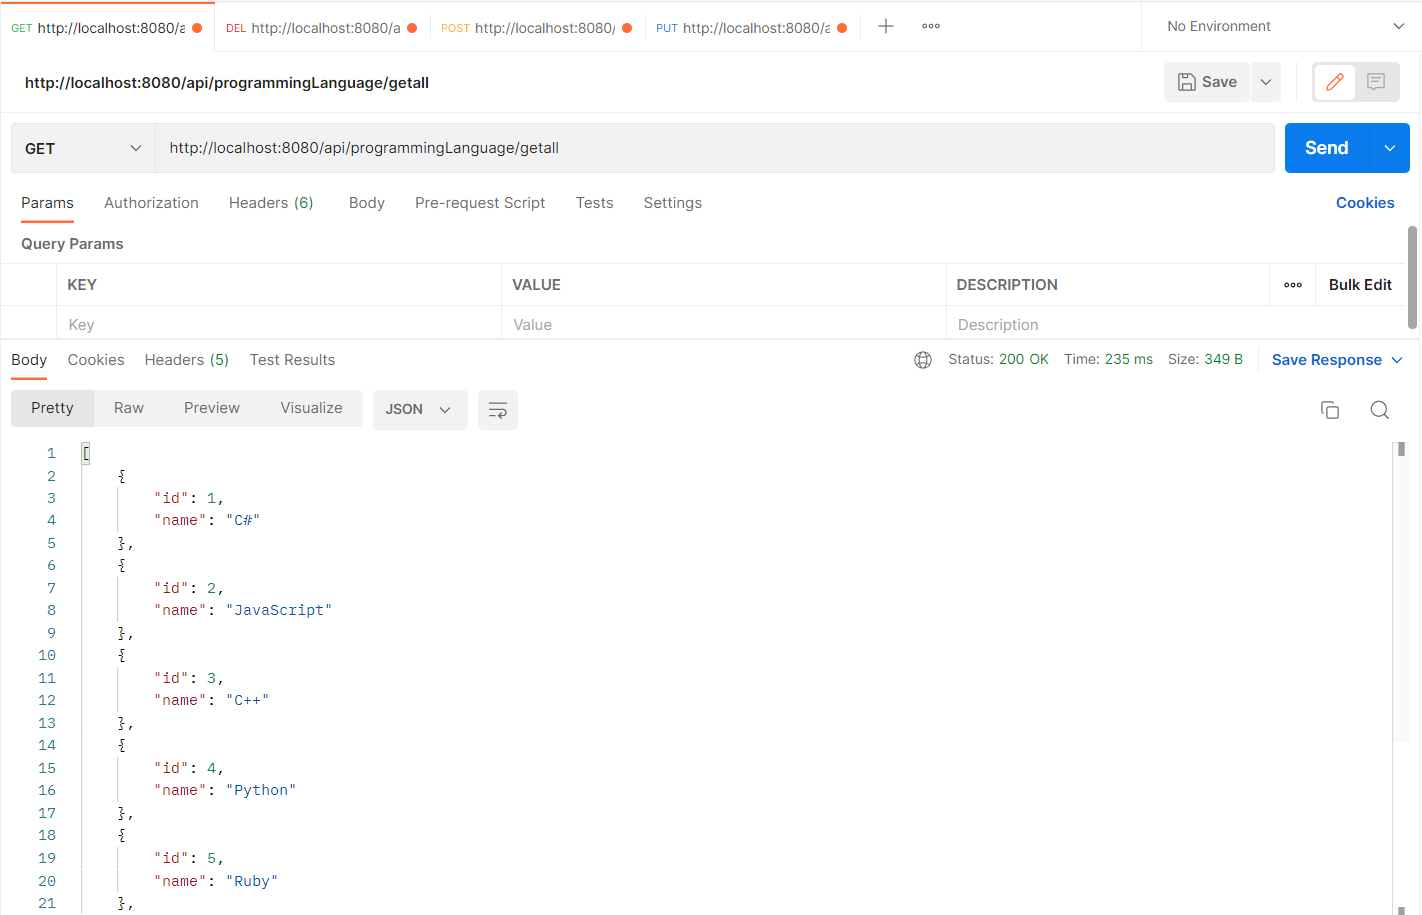 GET http://localhost:8080/a DEL http://localhost:8080/a POST http://localhost:8080/ PUT http://localhost:8080/a No Environment
http://localhost:8080/api/programmingLanguage/getall Save
GET http://localhost:8080/api/programmingLanguage/getall Send
Params Authorization Headers (6) Body Pre-request Script Tests Settings Cookies
Query Params
KEY VALUE DESCRIPTION Bulk Edit
Key Value Description
Body Cookies Headers (5) Test Results Status: 200 OK Time: 235 ms Size: 349 B Save Response
Pretty Raw Preview Visualize JSON
1 [
2 {
3 "id": 1,
4 "name": "C#"
5 },
6 {
7 "id": 2,
8 "name": "JavaScript"
9 },
10 {
11 "id": 3,
12 "name": "C++"
13 },
14 {
15 "id": 4,
16 "name": "Python"
17 },
18 {
19 "id": 5,
20 "name": "Ruby"
21 },